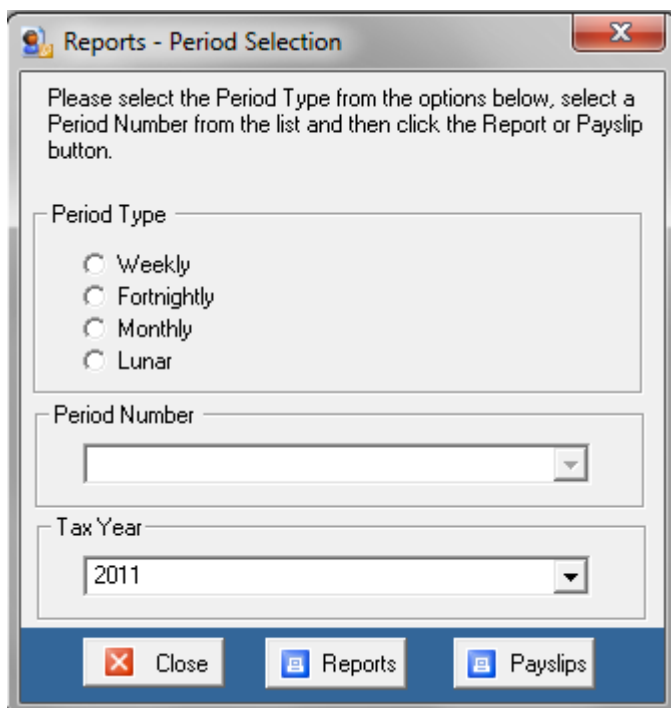 Reports - Period Selection
Please select the Period Type from the options below, select a
Period Number from the list and then click the Report or Payslip
button.
Period Type
Weekly
Fortnightly
Monthly
Lunar
Period Number
Tax Year
2011
Close Reports Payslips